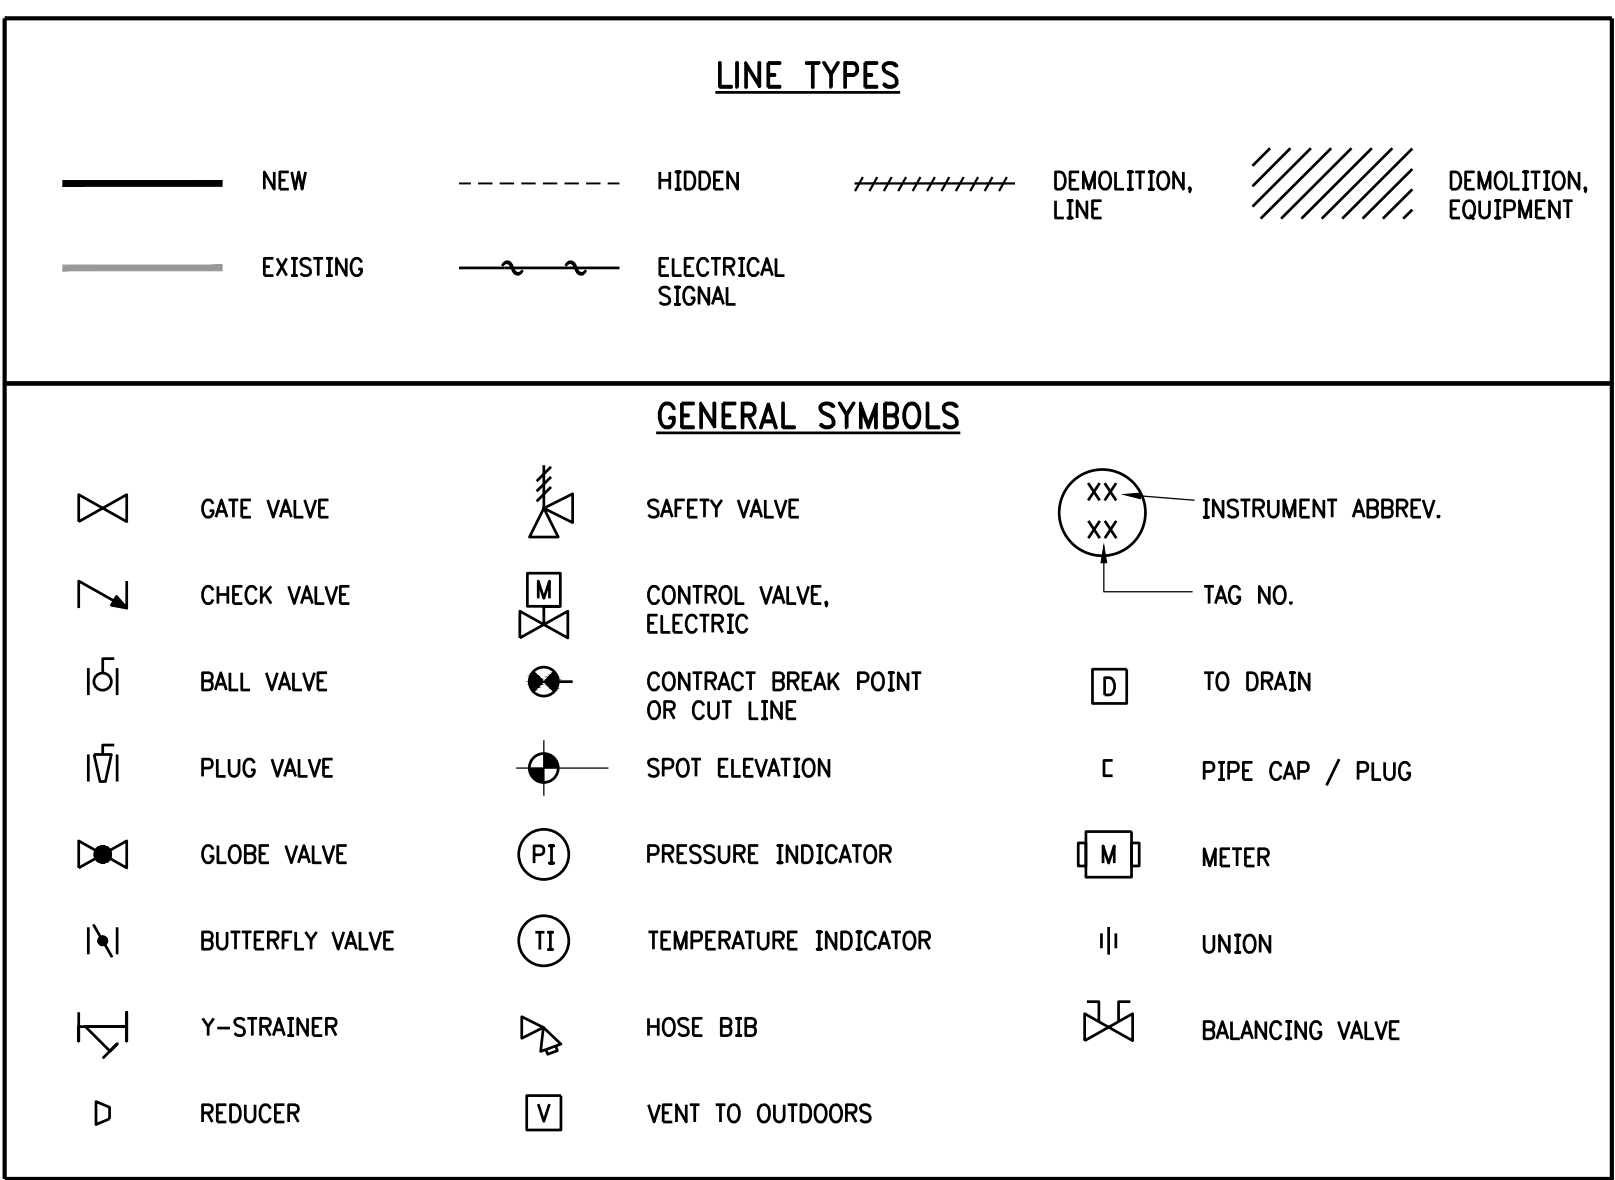 LINE TYPES
NEW
HIDDEN
DEMOLITION,
LINE
DEMOLITION,
EQUIPMENT
EXISTING
ELECTRICAL
SIGNAL
GENERAL SYMBOLS
GATE VALVE
CHECK VALVE
BALL VALVE
PLUG VALVE
GLOBE VALVE
BUTTERFLY VALVE
Y-STRAINER
REDUCER
SAFETY VALVE
M
CONTROL VALVE,
ELECTRIC
CONTRACT BREAK POINT
OR CUT LINE
SPOT ELEVATION
PI
PRESSURE INDICATOR
TI
TEMPERATURE INDICATOR
HOSE BIB
V
VENT TO OUTDOORS
XX
INSTRUMENT ABBREV.
XX
TAG NO.
D
TO DRAIN
PIPE CAP / PLUG
M
METER
UNION
BALANCING VALVE